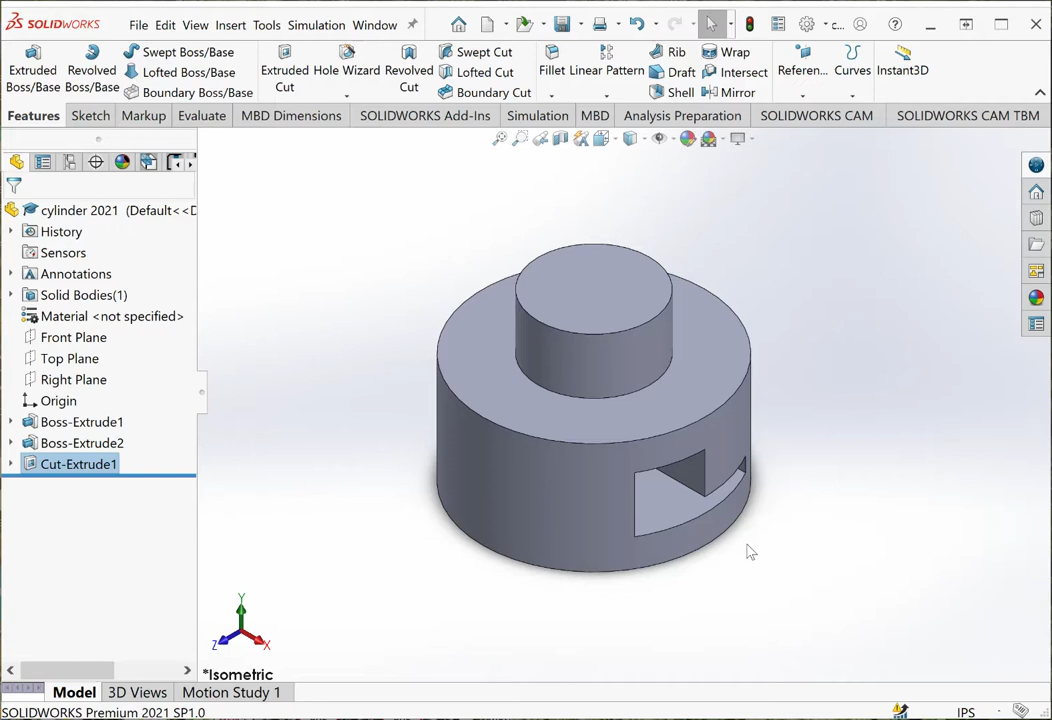 SOLIDWORKS File Edit View Insert Tools Simulation Window c...
Extruded Boss/Base
Revolved Boss/Base
Swept Boss/Base
Lofted Boss/Base
Boundary Boss/Base
Extruded Cut
Hole Wizard
Revolved Cut
Swept Cut
Lofted Cut
Boundary Cut
Fillet
Linear Pattern
Rib
Draft
Shell
Wrap
Intersect
Mirror
Referen...
Curves
Instant3D
Features Sketch Markup Evaluate MBD Dimensions SOLIDWORKS Add-Ins Simulation MBD Analysis Preparation SOLIDWORKS CAM SOLIDWORKS CAM TBM
cylinder 2021 (Default<<D
History
Sensors
Annotations
Solid Bodies(1)
Material <not specified>
Front Plane
Top Plane
Right Plane
Origin
Boss-Extrude1
Boss-Extrude2
Cut-Extrude1
Y
Z X
*Isometric
Model 3D Views Motion Study 1
SOLIDWORKS Premium 2021 SP1.0 IPS